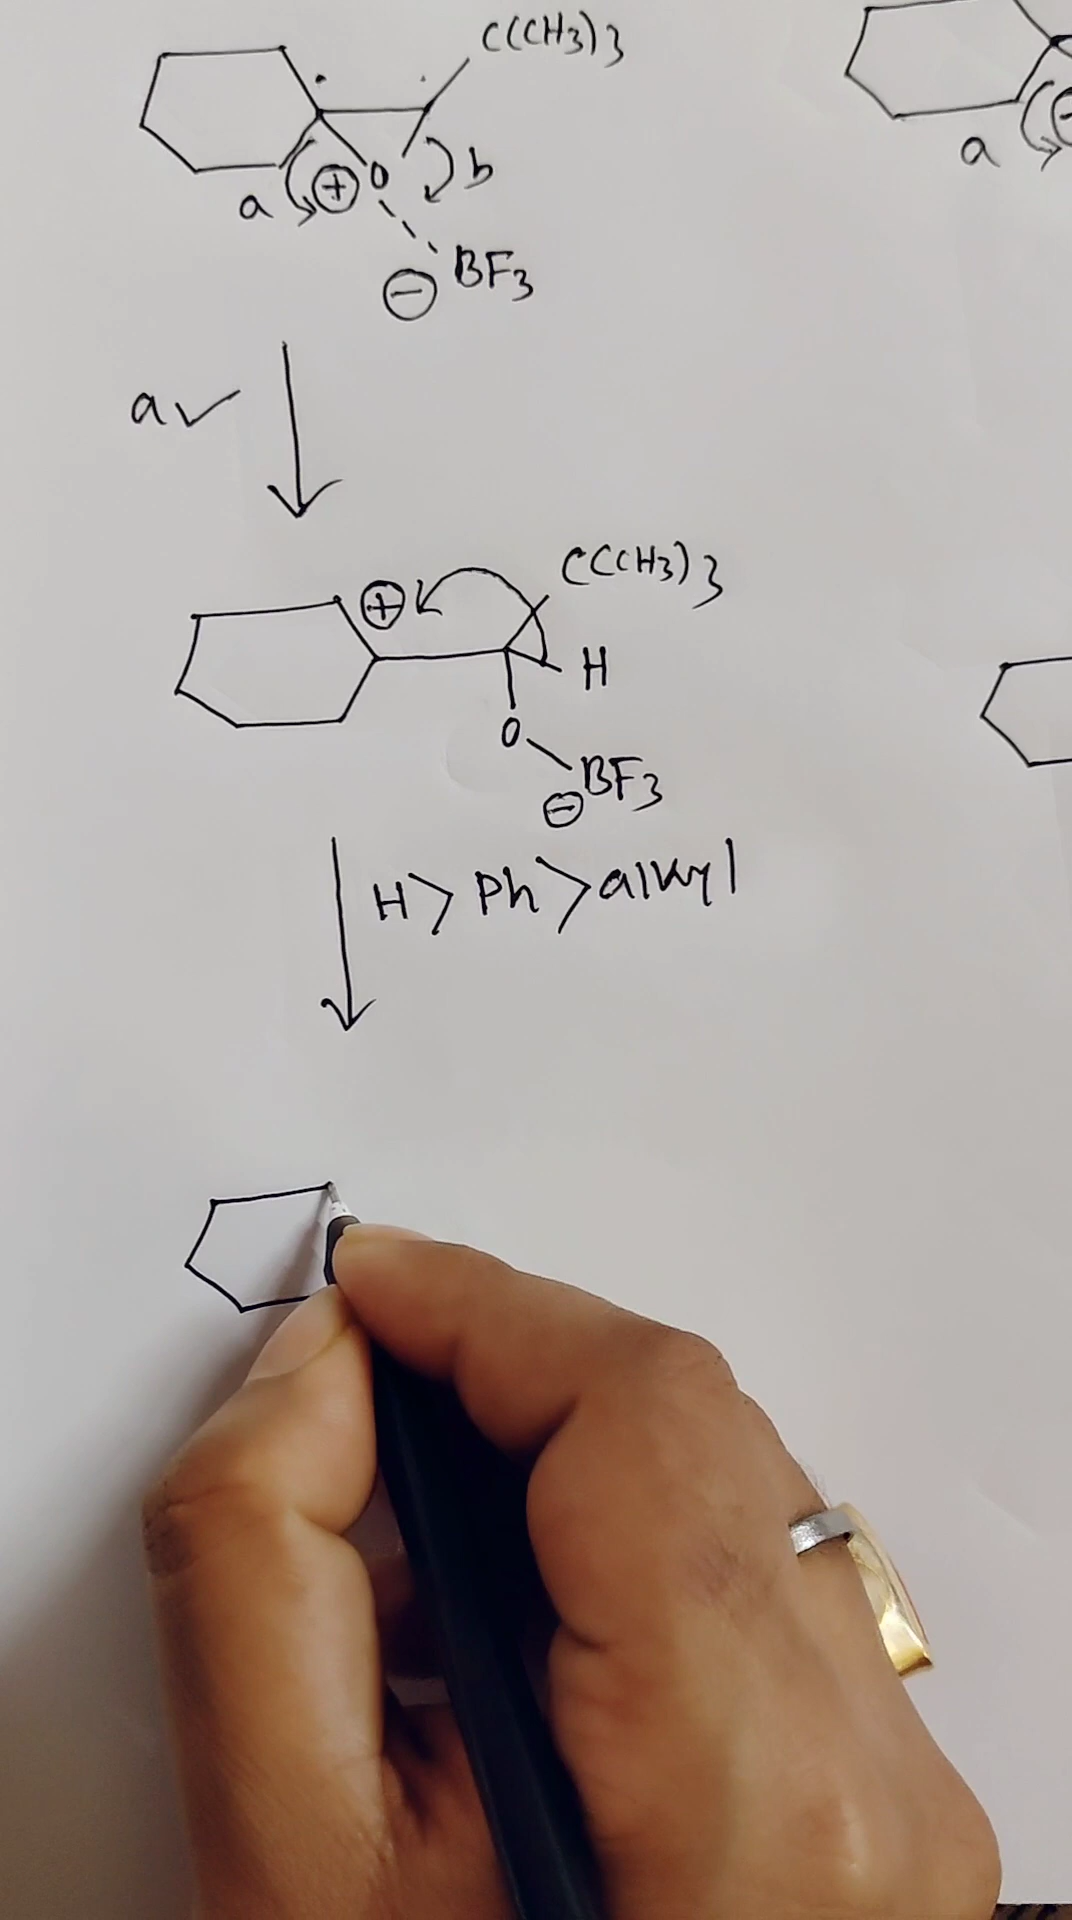 C(CH3)3
a ⊕ O b
a
⊖ BF3
a✓
⊕ C(CH3)3
H
O
⊖ BF3
H > Ph > alkyl